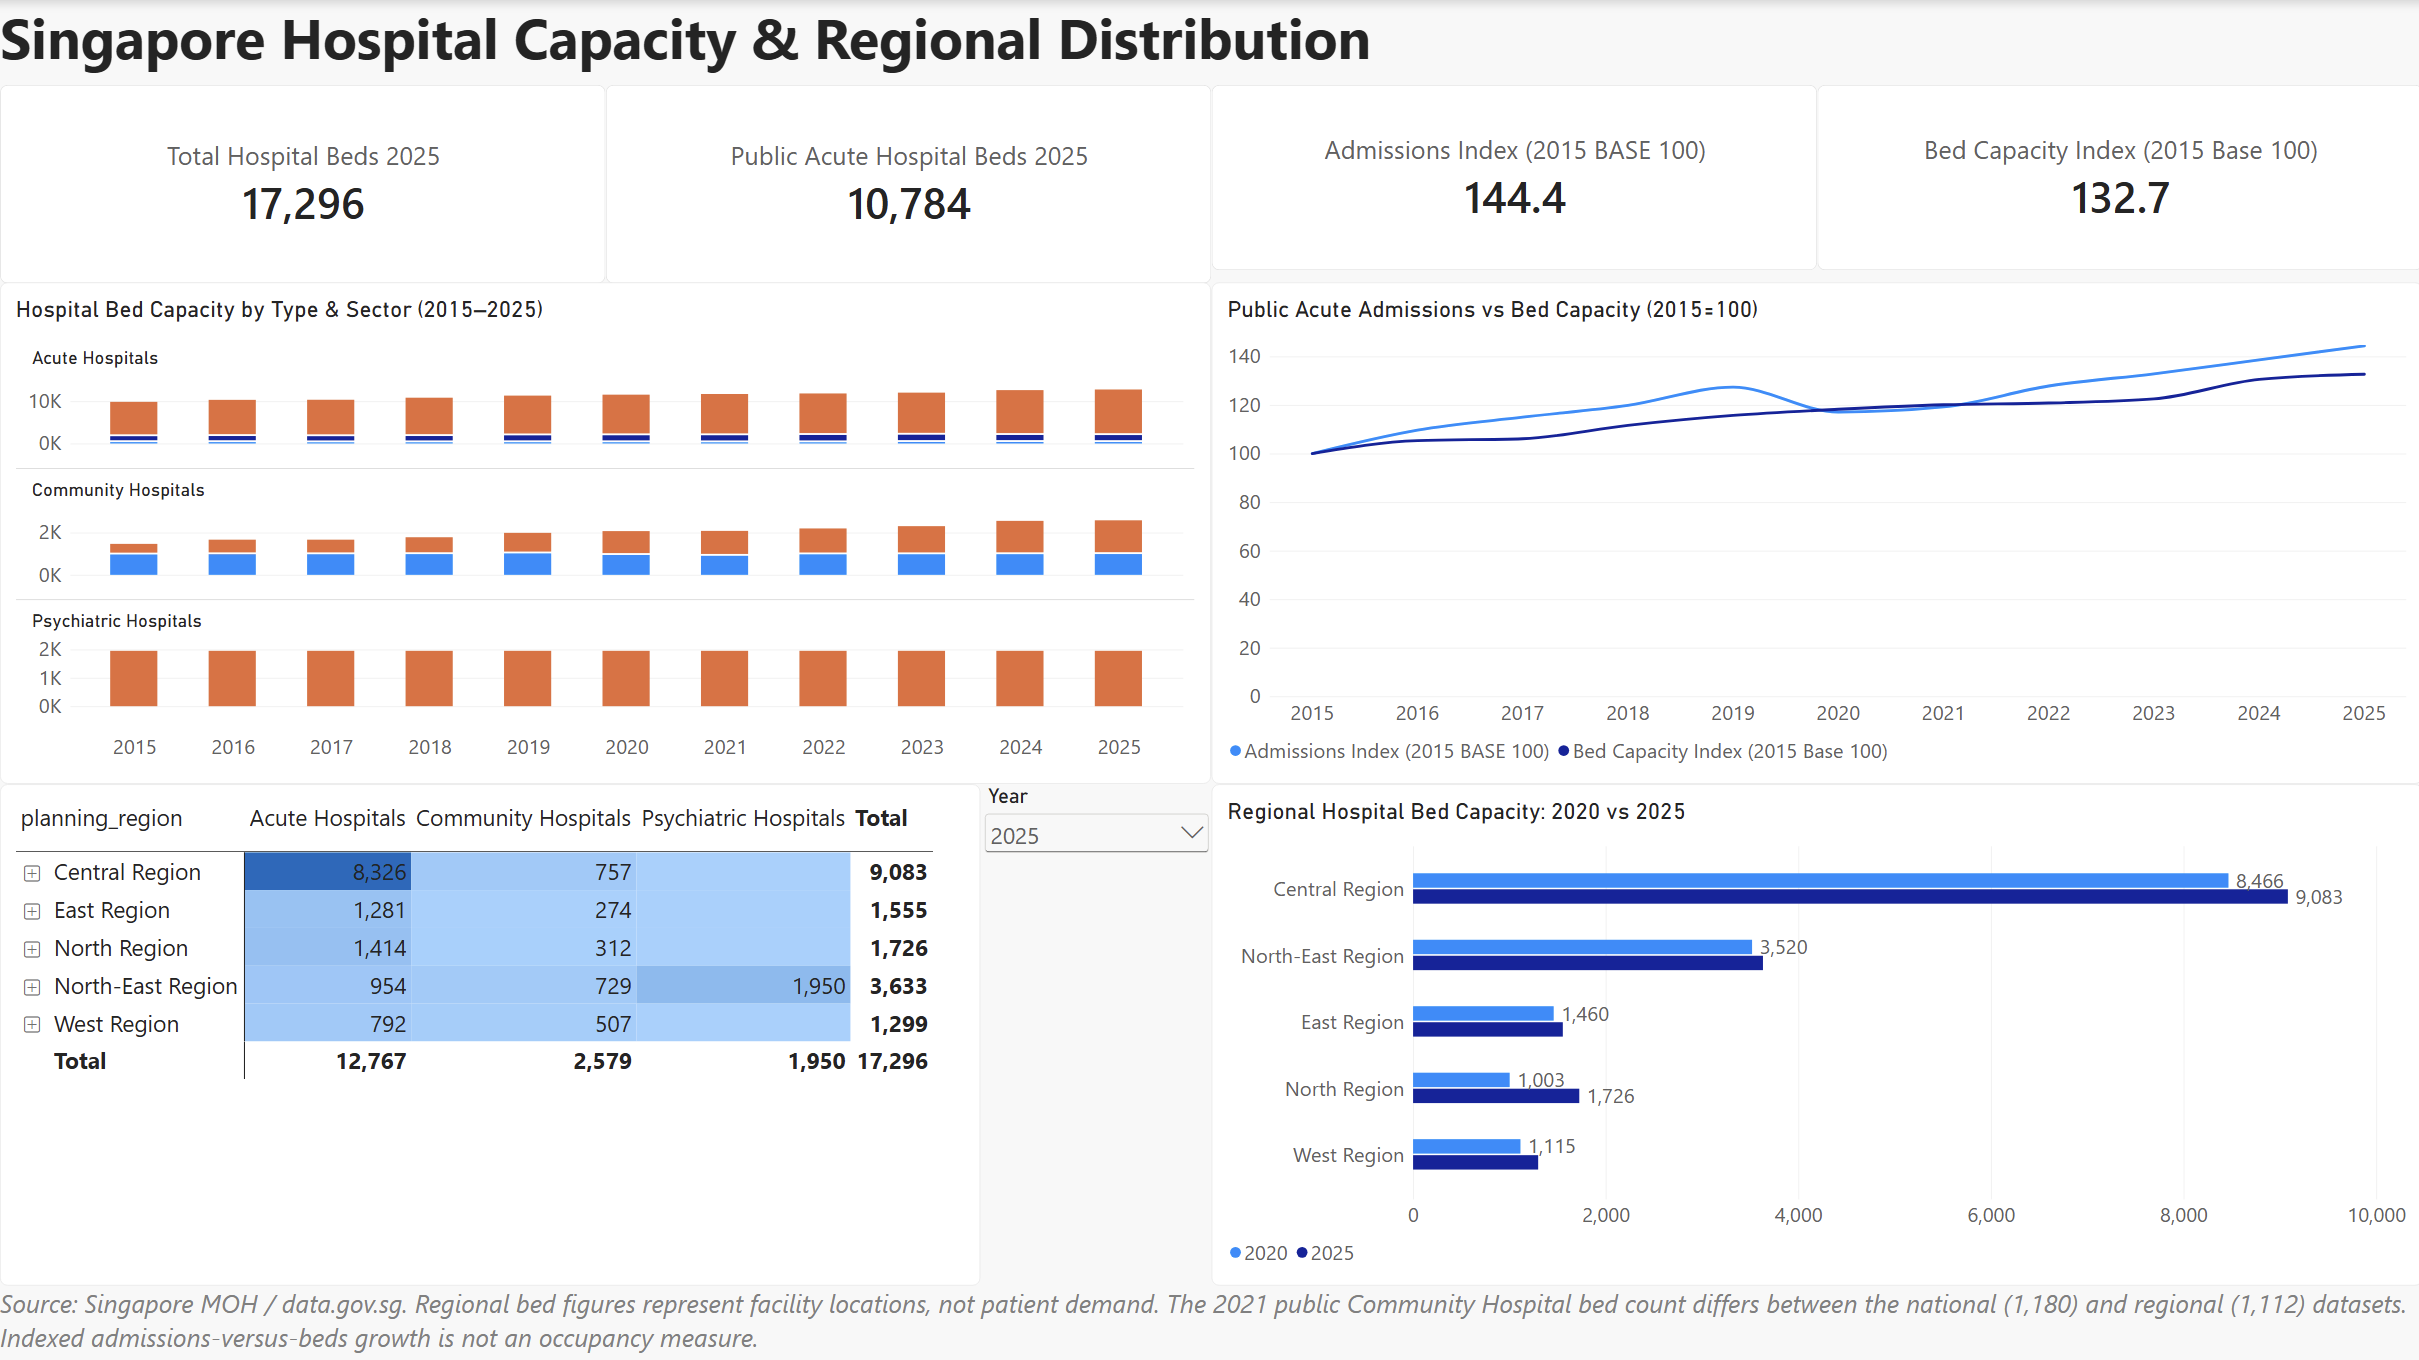 Singapore Hospital Capacity & Regional Distribution
Total Hospital Beds 2025
17,296
Public Acute Hospital Beds 2025
10,784
Admissions Index (2015 BASE 100)
144.4
Bed Capacity Index (2015 Base 100)
132.7
Hospital Bed Capacity by Type & Sector (2015–2025)
Acute Hospitals
10K
0K
Community Hospitals
2K
0K
Psychiatric Hospitals
2K
1K
0K
2015 2016 2017 2018 2019 2020 2021 2022 2023 2024 2025
Public Acute Admissions vs Bed Capacity (2015=100)
140
120
100
80
60
40
20
0
2015 2016 2017 2018 2019 2020 2021 2022 2023 2024 2025
Admissions Index (2015 BASE 100) Bed Capacity Index (2015 Base 100)
planning_region Acute Hospitals Community Hospitals Psychiatric Hospitals Total
Central Region 8,326 757 9,083
East Region 1,281 274 1,555
North Region 1,414 312 1,726
North-East Region 954 729 1,950 3,633
West Region 792 507 1,299
Total 12,767 2,579 1,950 17,296
Year
2025
Regional Hospital Bed Capacity: 2020 vs 2025
Central Region 8,466
9,083
North-East Region 3,520
East Region 1,460
North Region 1,003
1,726
West Region 1,115
0 2,000 4,000 6,000 8,000 10,000
2020 2025
Source: Singapore MOH / data.gov.sg. Regional bed figures represent facility locations, not patient demand. The 2021 public Community Hospital bed count differs between the national (1,180) and regional (1,112) datasets.
Indexed admissions-versus-beds growth is not an occupancy measure.